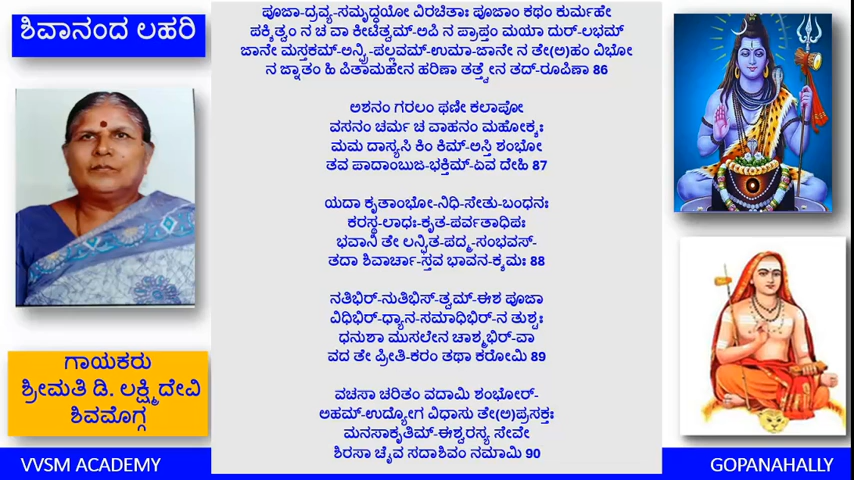 ಶಿವಾನಂದ ಲಹರಿ
ಪೂಜಾ-ದ್ರವ್ಯ-ಸಮೃದ್ಧಯೋ ವಿರಚಿತಾಃ ಪೂಜಾಂ ಕಥಂ ಕುರ್ಮಹೇ
ಪಕ್ಶಿತ್ವಂ ನ ಚ ವಾ ಕೀಟಿತ್ವಮ್-ಅಪಿ ನ ಪ್ರಾಪ್ತಂ ಮಯಾ ದುರ್-ಲಭಮ್
ಜಾನೇ ಮಸ್ತಕಮ್-ಅನ್ಘ್ರಿ-ಪಲ್ಲವಮ್-ಉಮಾ-ಜಾನೇ ನ ತೇ(ಅ)ಹಂ ವಿಭೋ
ನ ಜ್ನಾತಂ ಹಿ ಪಿತಾಮಹೇನ ಹರಿಣಾ ತತ್ತ್ವೇನ ತದ್-ರೂಪಿಣಾ 86
ಅಶನಂ ಗರಲಂ ಫಣೀ ಕಲಾಪೋ
ವಸನಂ ಚರ್ಮ ಚ ವಾಹನಂ ಮಹೋಕ್ಶಃ
ಮಮ ದಾಸ್ಯಸಿ ಕಿಂ ಕಿಮ್-ಅಸ್ತಿ ಶಂಭೋ
ತವ ಪಾದಾಂಬುಜ-ಭಕ್ತಿಮ್-ಏವ ದೇಹಿ 87
ಯದಾ ಕೃತಾಂಭೋ-ನಿಧಿ-ಸೇತು-ಬಂಧನಃ
ಕರಸ್ಥ-ಲಾಧಃ-ಕೃತ-ಪರ್ವತಾಧಿಪಃ
ಭವಾನಿ ತೇ ಲನ್ಘಿತ-ಪದ್ಮ-ಸಂಭವಸ್-
ತದಾ ಶಿವಾರ್ಚಾ-ಸ್ತವ ಭಾವನ-ಕ್ಶಮಃ 88
ನತಿಭಿರ್-ನುತಿಭಿಸ್-ತ್ವಮ್-ಈಶ ಪೂಜಾ
ವಿಧಿಭಿರ್-ಧ್ಯಾನ-ಸಮಾಧಿಭಿರ್-ನ ತುಶ್ಟಃ
ಧನುಶಾ ಮುಸಲೇನ ಚಾಶ್ಮಭಿರ್-ವಾ
ವದ ತೇ ಪ್ರೀತಿ-ಕರಂ ತಥಾ ಕರೋಮಿ 89
ವಚಸಾ ಚರಿತಂ ವದಾಮಿ ಶಂಭೋರ್-
ಅಹಮ್-ಉದ್ಯೋಗ ವಿಧಾಸು ತೇ(ಅ)ಪ್ರಸಕ್ತಃ
ಮನಸಾಕೃತಿಮ್-ಈಶ್ವರಸ್ಯ ಸೇವೇ
ಶಿರಸಾ ಚೈವ ಸದಾಶಿವಂ ನಮಾಮಿ 90
ಗಾಯಕರು
ಶ್ರೀಮತಿ ಡಿ. ಲಕ್ಷ್ಮಿದೇವಿ
ಶಿವಮೊಗ್ಗ
VVSM ACADEMY
GOPANAHALLY